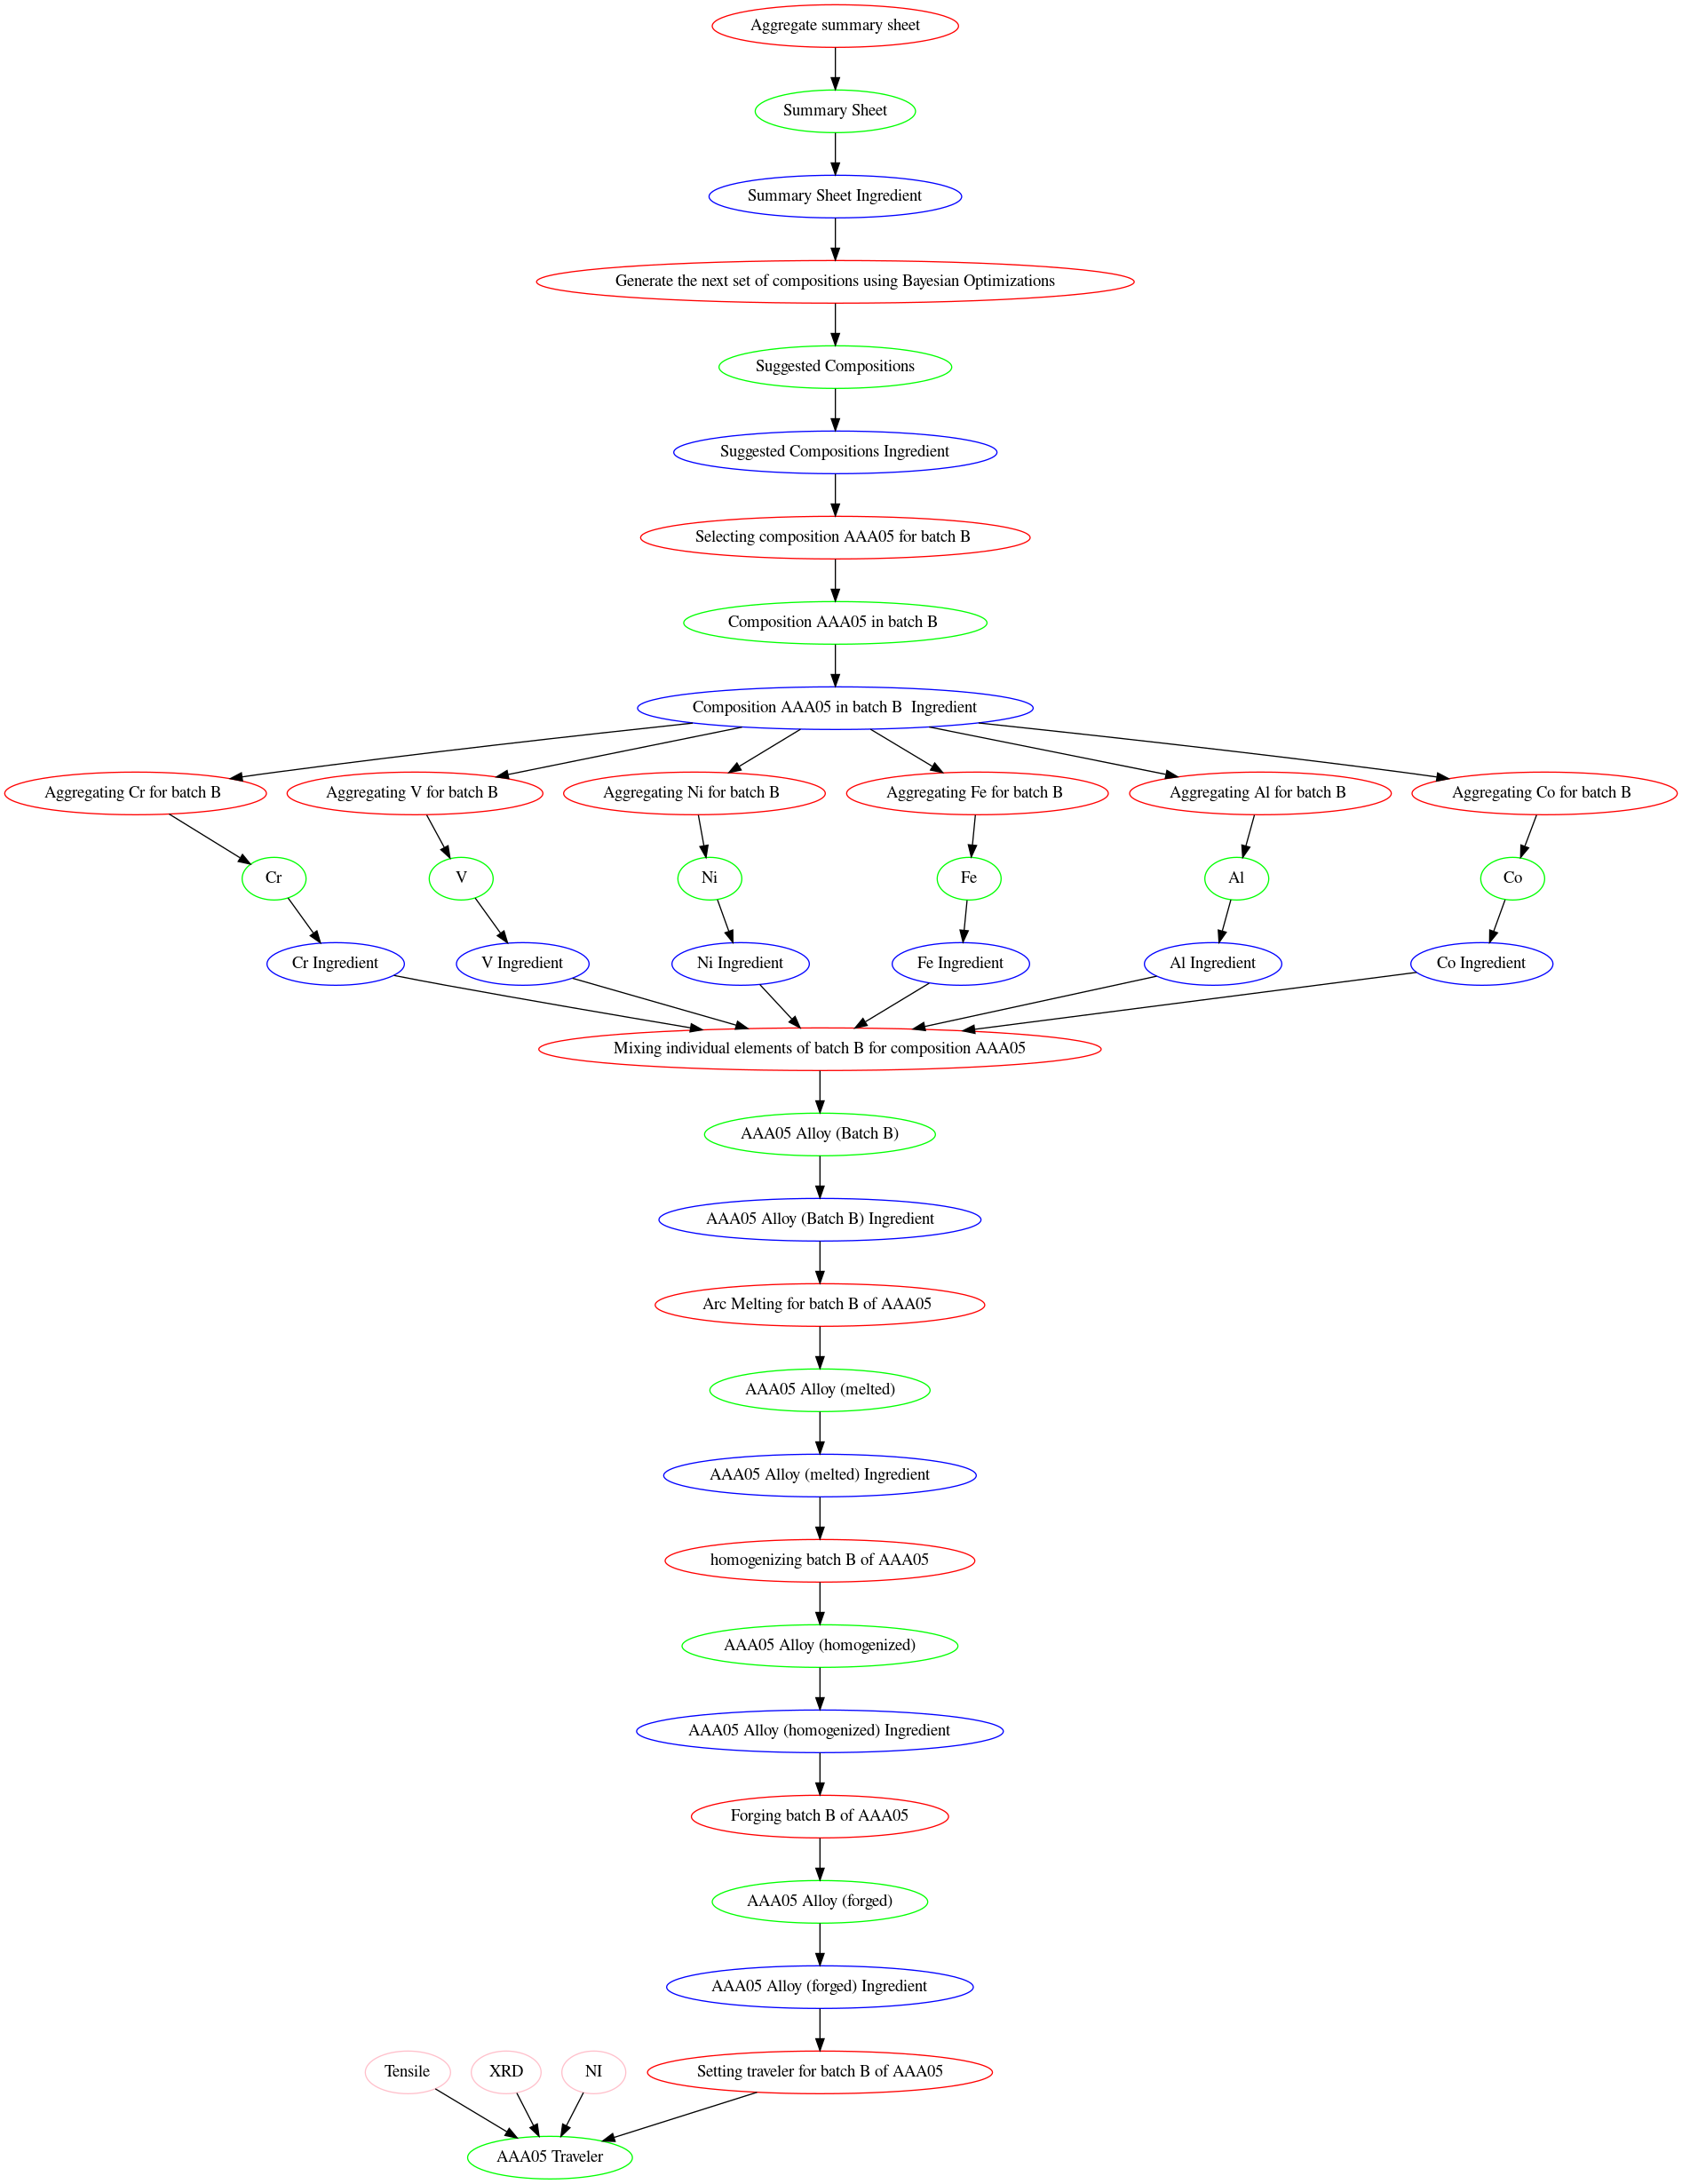 Aggregate summary sheet
Summary Sheet
Summary Sheet Ingredient
Generate the next set of compositions using Bayesian Optimizations
Suggested Compositions
Suggested Compositions Ingredient
Selecting composition AAA05 for batch B
Composition AAA05 in batch B
Composition AAA05 in batch B  Ingredient
Aggregating Cr for batch B
Aggregating V for batch B
Aggregating Ni for batch B
Aggregating Fe for batch B
Aggregating Al for batch B
Aggregating Co for batch B
Cr
V
Ni
Fe
Al
Co
Cr Ingredient
V Ingredient
Ni Ingredient
Fe Ingredient
Al Ingredient
Co Ingredient
Mixing individual elements of batch B for composition AAA05
AAA05 Alloy (Batch B)
AAA05 Alloy (Batch B) Ingredient
Arc Melting for batch B of AAA05
AAA05 Alloy (melted)
AAA05 Alloy (melted) Ingredient
homogenizing batch B of AAA05
AAA05 Alloy (homogenized)
AAA05 Alloy (homogenized) Ingredient
Forging batch B of AAA05
AAA05 Alloy (forged)
AAA05 Alloy (forged) Ingredient
Tensile
XRD
NI
Setting traveler for batch B of AAA05
AAA05 Traveler